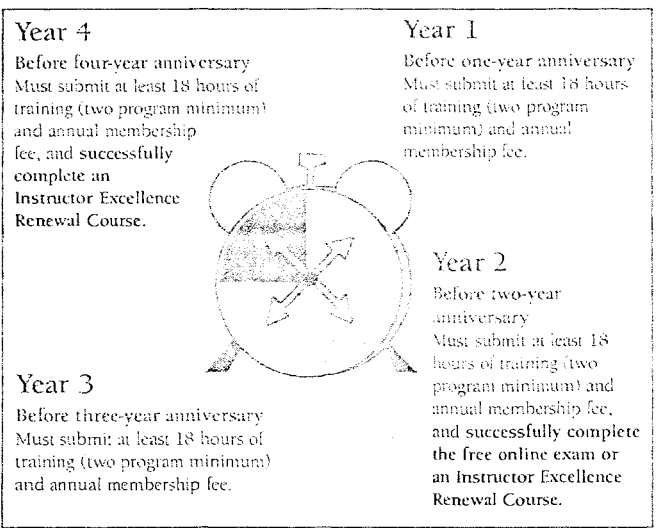 Year 4
Before four-year anniversary
Must submit at least 18 hours of
training (two program minimum)
and annual membership
fee, and successfully
complete an
Instructor Excellence
Renewal Course.
Year 1
Before one-year anniversary
Must submit at least 18 hours
of training (two program
minimum) and annual
membership fee.
Year 2
Before two-year
anniversary
Must submit at least 18
hours of training (two
program minimum) and
annual membership fee,
and successfully complete
the free online exam or
an Instructor Excellence
Renewal Course.
Year 3
Before three-year anniversary
Must submit at least 18 hours of
training (two program minimum)
and annual membership fee.